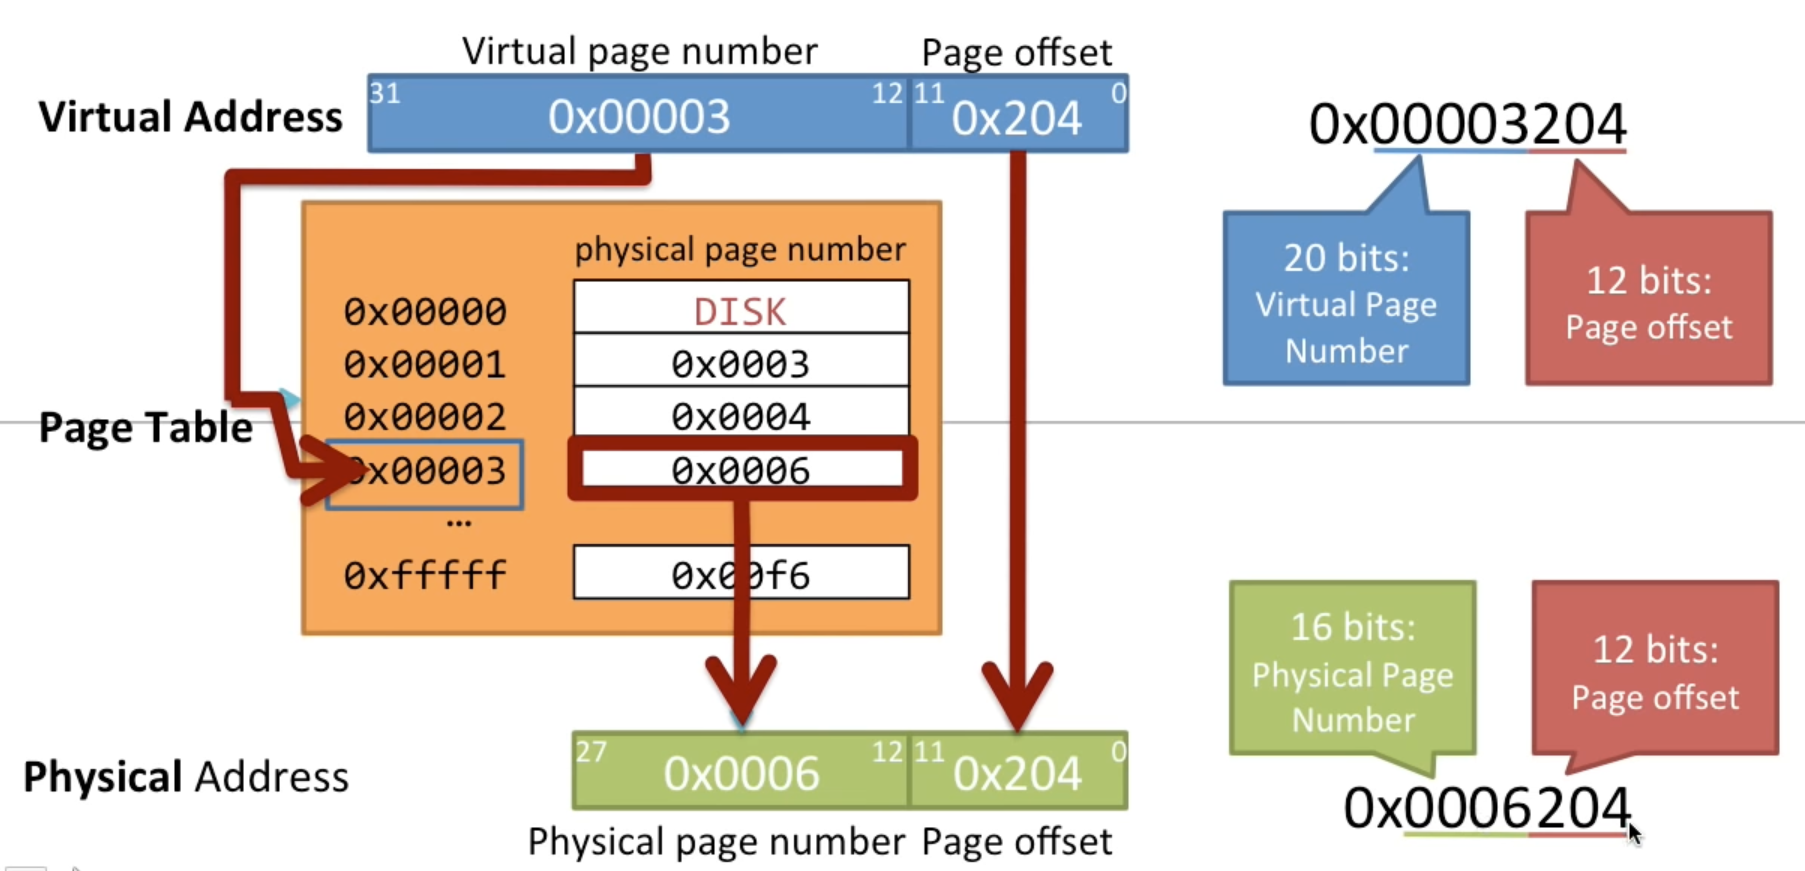 Virtual page number Page offset
Virtual Address 31 0x00003 12 11 0x204 0
0x00003204
20 bits:
Virtual Page
Number
12 bits:
Page offset
physical page number
0x00000 DISK
0x00001 0x0003
0x00002 0x0004
Page Table
0x00003 0x0006
...
0xfffff 0x00f6
16 bits:
Physical Page
Number
12 bits:
Page offset
Physical Address 27 0x0006 12 11 0x204 0
0x0006204
Physical page number Page offset